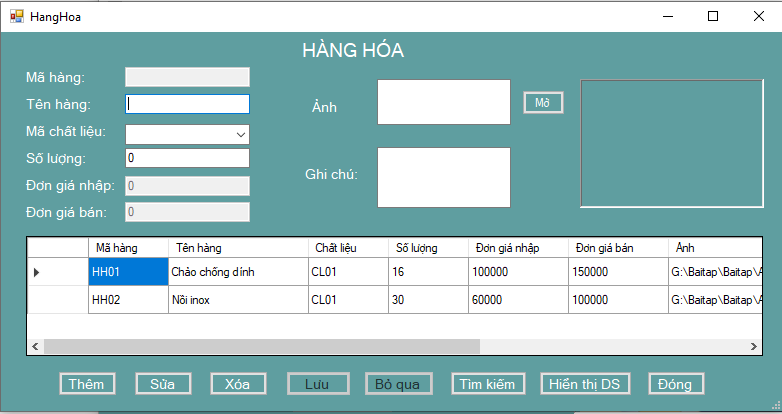 HangHoa
HÀNG HÓA
Mã hàng:
Tên hàng:
Mã chất liệu:
Số lượng: 0
Đơn giá nhập: 0
Đơn giá bán: 0
Ảnh
Mở
Ghi chú:
Mã hàng Tên hàng Chất liệu Số lượng Đơn giá nhập Đơn giá bán Ảnh
HH01 Chảo chống dính CL01 16 100000 150000 G:\Baitap\Baitap\A
HH02 Nồi inox CL01 30 60000 100000 G:\Baitap\Baitap\A
Thêm Sửa Xóa Lưu Bỏ qua Tìm kiếm Hiển thị DS Đóng